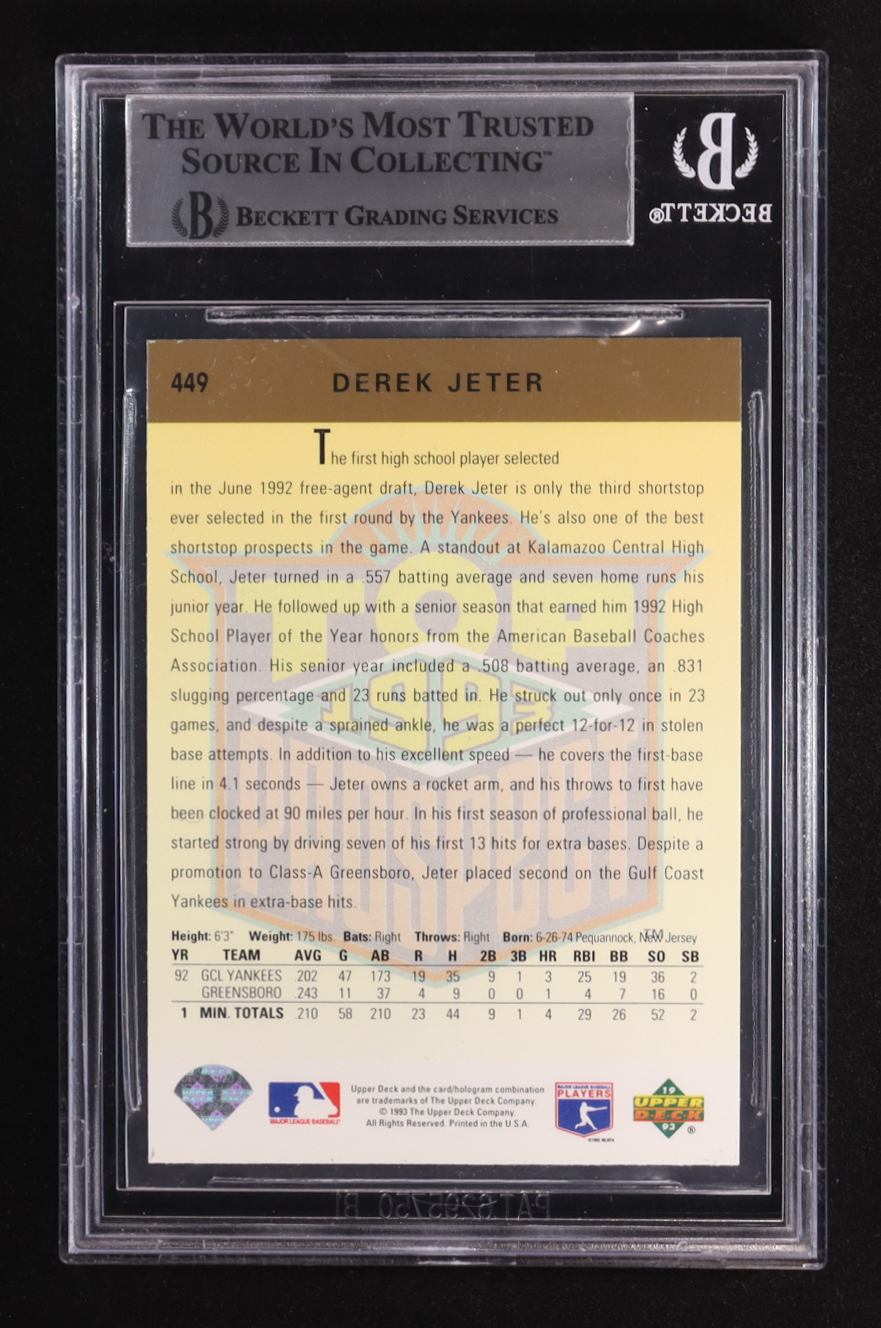 THE WORLD'S MOST TRUSTED
SOURCE IN COLLECTING™
B BECKETT GRADING SERVICES
B
BECKETT®
449 DEREK JETER
The first high school player selected
in the June 1992 free-agent draft, Derek Jeter is only the third shortstop
ever selected in the first round by the Yankees. He's also one of the best
shortstop prospects in the game. A standout at Kalamazoo Central High
School, Jeter turned in a .557 batting average and seven home runs his
junior year. He followed up with a senior season that earned him 1992 High
School Player of the Year honors from the American Baseball Coaches
Association. His senior year included a .508 batting average, an .831
slugging percentage and 23 runs batted in. He struck out only once in 23
games, and despite a sprained ankle, he was a perfect 12-for-12 in stolen
base attempts. In addition to his excellent speed — he covers the first-base
line in 4.1 seconds — Jeter owns a rocket arm, and his throws to first have
been clocked at 90 miles per hour. In his first season of professional ball, he
started strong by driving seven of his first 13 hits for extra bases. Despite a
promotion to Class-A Greensboro, Jeter placed second on the Gulf Coast
Yankees in extra-base hits.
TOP
1993
PROSPECT
TM
Height: 6'3" Weight: 175 lbs. Bats: Right Throws: Right Born: 6-26-74 Pequannock, New Jersey
YR TEAM AVG G AB R H 2B 3B HR RBI BB SO SB
92 GCL YANKEES .202 47 173 19 35 9 1 3 25 19 36 2
GREENSBORO .243 11 37 4 9 0 0 1 4 7 16 0
1 MIN. TOTALS .210 58 210 23 44 9 1 4 29 26 52 2
MAJOR LEAGUE BASEBALL
Upper Deck and the card/hologram combination
are trademarks of The Upper Deck Company.
© 1993 The Upper Deck Company.
All Rights Reserved. Printed in the U.S.A.
MAJOR LEAGUE BASEBALL
PLAYERS
19
UPPER
DECK
93 ®